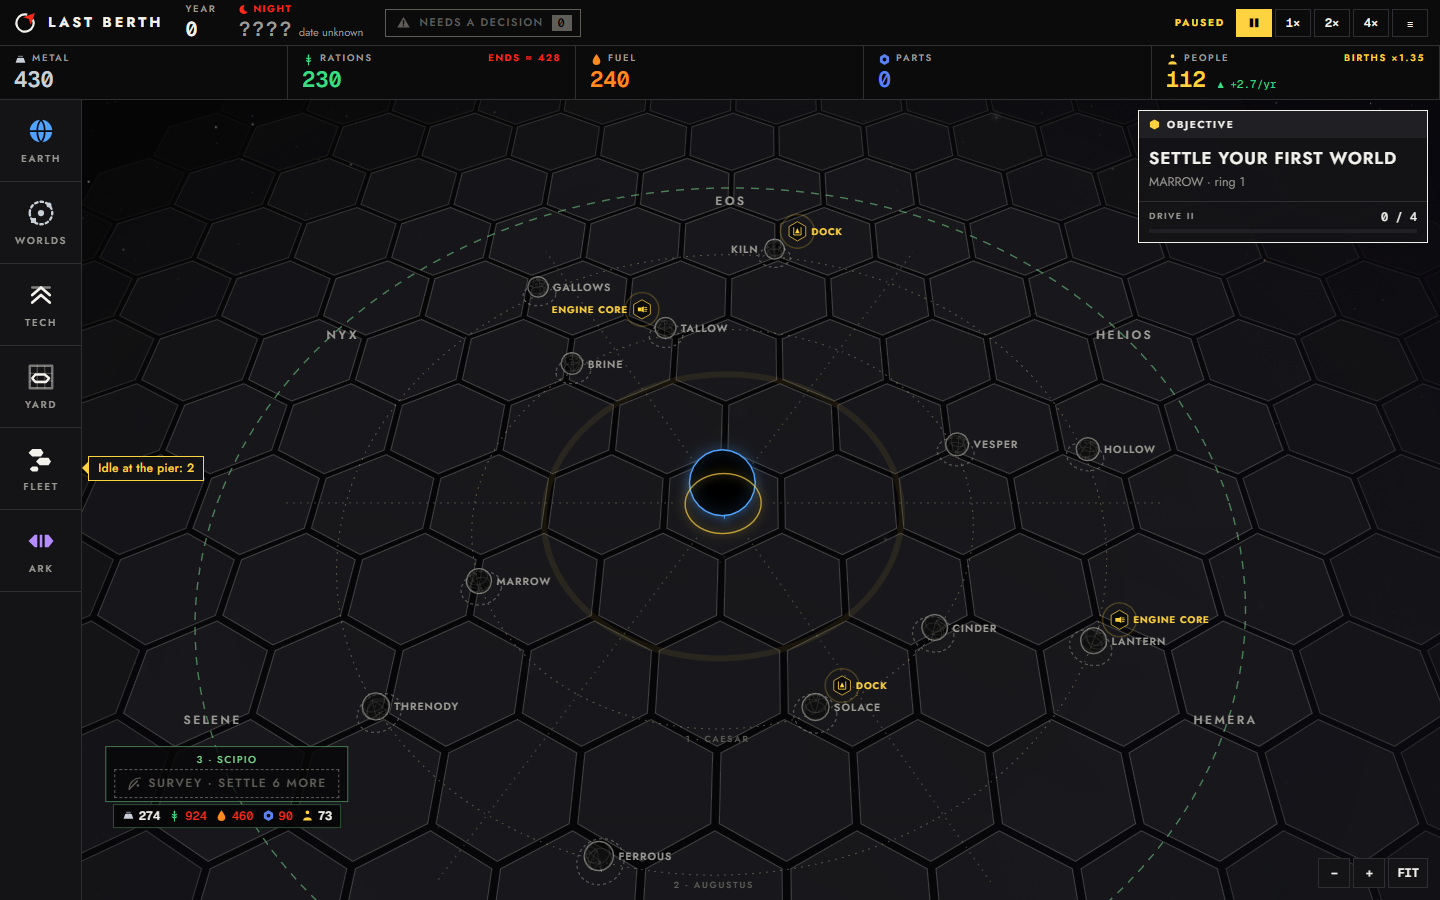 LAST BERTH
YEAR
0
NIGHT
???? date unknown
NEEDS A DECISION 0
PAUSED
1×
2×
4×
METAL
430
RATIONS
ENDS ≈ 428
230
FUEL
240
PARTS
0
PEOPLE
BIRTHS ×1.35
112 ▲ +2.7/yr
EARTH
WORLDS
TECH
YARD
FLEET
ARK
Idle at the pier: 2
OBJECTIVE
SETTLE YOUR FIRST WORLD
MARROW · ring 1
DRIVE II
0 / 4
EOS
DOCK
KILN
GALLOWS
ENGINE CORE
TALLOW
NYX
HELIOS
BRINE
VESPER
HOLLOW
MARROW
ENGINE CORE
CINDER
LANTERN
DOCK
THRENODY
SOLACE
SELENE
HEMERA
1 · CAESAR
3 · SCIPIO
SURVEY · SETTLE 6 MORE
274 924 460 90 73
FERROUS
2 · AUGUSTUS
− + FIT